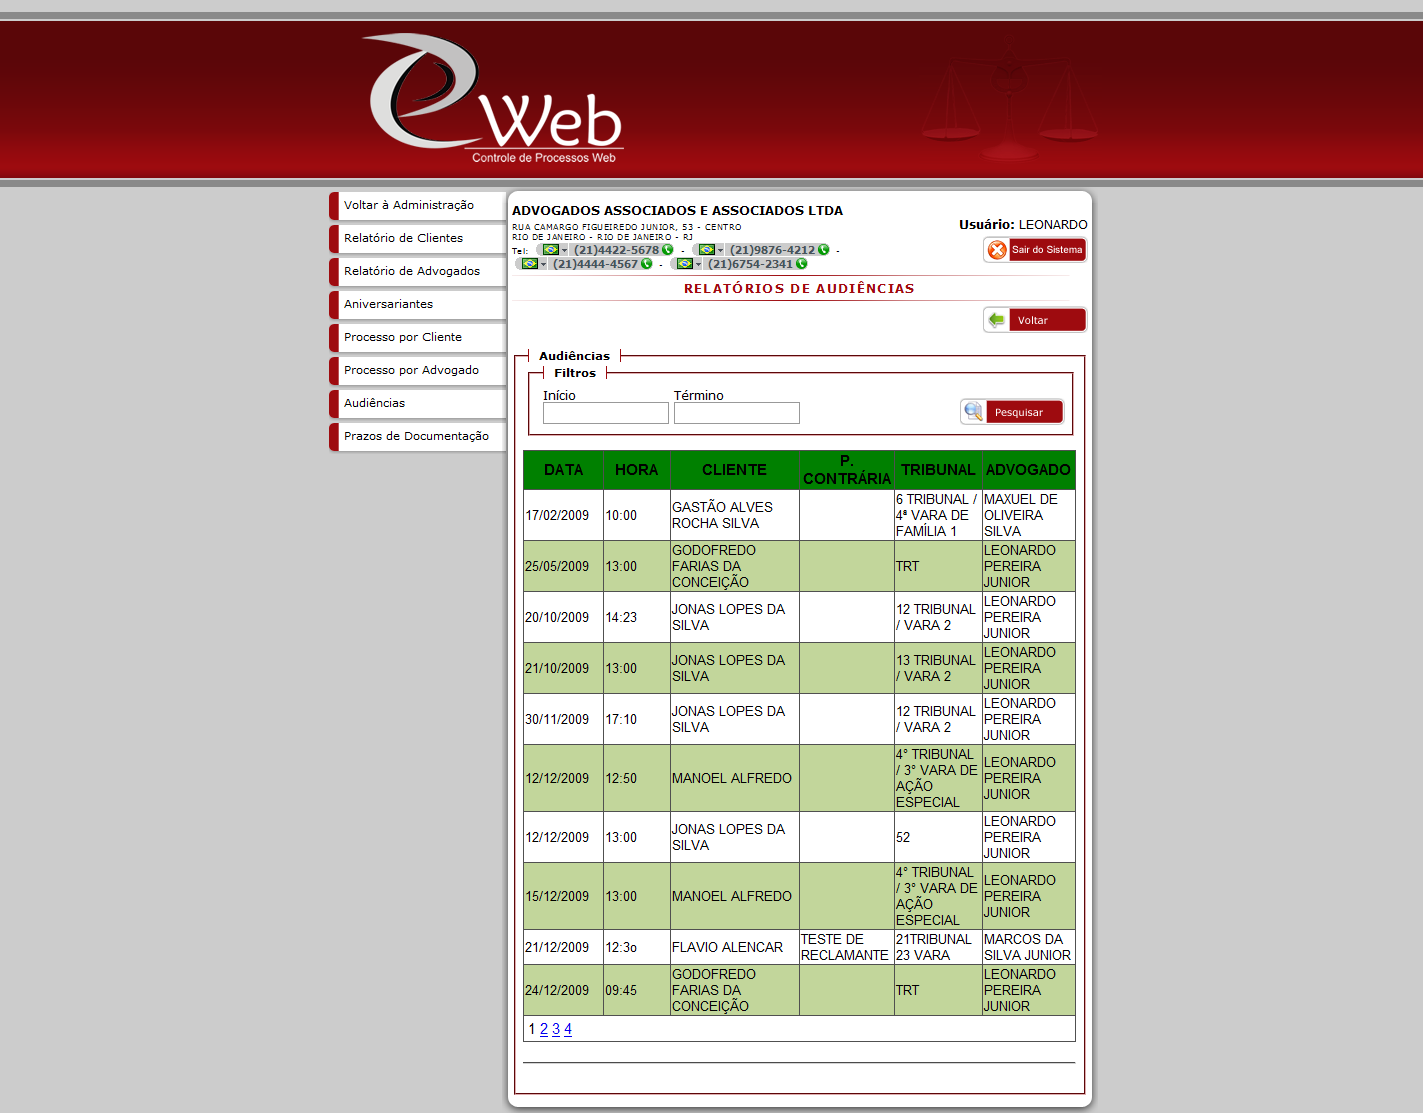 Web
Controle de Processos Web
Voltar à Administração
Relatório de Clientes
Relatório de Advogados
Aniversariantes
Processo por Cliente
Processo por Advogado
Audiências
Prazos de Documentação
ADVOGADOS ASSOCIADOS E ASSOCIADOS LTDA
RUA CAMARGO FIGUEIREDO JUNIOR, 53 - CENTRO
RIO DE JANEIRO - RIO DE JANEIRO - RJ
Tel: (21)4422-5678 - (21)9876-4212 -
(21)4444-4567 - (21)6754-2341
Usuário: LEONARDO
Sair do Sistema
RELATÓRIOS DE AUDIÊNCIAS
Voltar
Audiências
Filtros
Início Término
Pesquisar
DATA HORA CLIENTE P. CONTRÁRIA TRIBUNAL ADVOGADO
17/02/2009 10:00 GASTÃO ALVES ROCHA SILVA 6 TRIBUNAL / 4ª VARA DE FAMÍLIA 1 MAXUEL DE OLIVEIRA SILVA
25/05/2009 13:00 GODOFREDO FARIAS DA CONCEIÇÃO TRT LEONARDO PEREIRA JUNIOR
20/10/2009 14:23 JONAS LOPES DA SILVA 12 TRIBUNAL / VARA 2 LEONARDO PEREIRA JUNIOR
21/10/2009 13:00 JONAS LOPES DA SILVA 13 TRIBUNAL / VARA 2 LEONARDO PEREIRA JUNIOR
30/11/2009 17:10 JONAS LOPES DA SILVA 12 TRIBUNAL / VARA 2 LEONARDO PEREIRA JUNIOR
12/12/2009 12:50 MANOEL ALFREDO 4° TRIBUNAL / 3° VARA DE AÇÃO ESPECIAL LEONARDO PEREIRA JUNIOR
12/12/2009 13:00 JONAS LOPES DA SILVA 52 LEONARDO PEREIRA JUNIOR
15/12/2009 13:00 MANOEL ALFREDO 4° TRIBUNAL / 3° VARA DE AÇÃO ESPECIAL LEONARDO PEREIRA JUNIOR
21/12/2009 12:3o FLAVIO ALENCAR TESTE DE RECLAMANTE 21TRIBUNAL 23 VARA MARCOS DA SILVA JUNIOR
24/12/2009 09:45 GODOFREDO FARIAS DA CONCEIÇÃO TRT LEONARDO PEREIRA JUNIOR
1 2 3 4